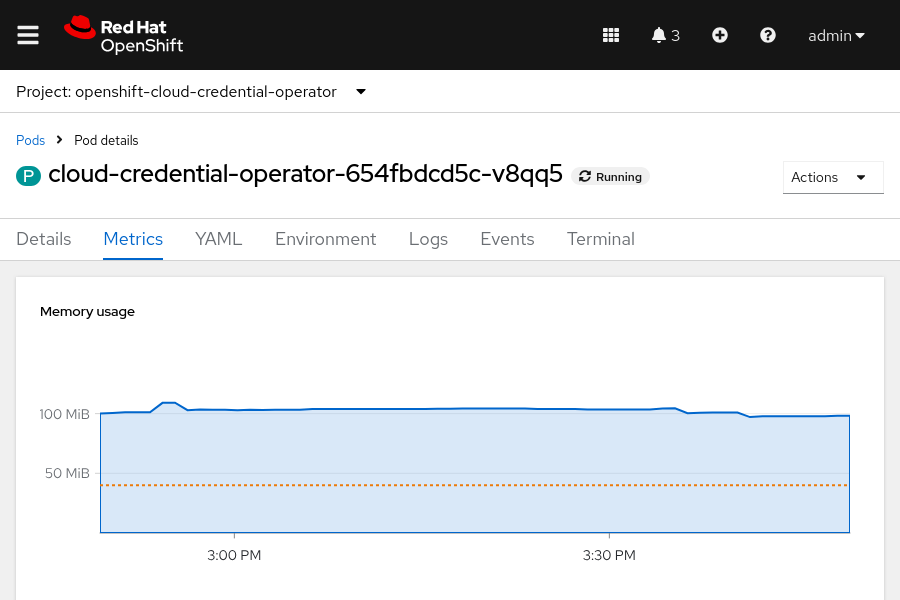 Red Hat
OpenShift
3
admin
Project: openshift-cloud-credential-operator
Pods Pod details
P cloud-credential-operator-654fbdcd5c-v8qq5 Running
Actions
Details Metrics YAML Environment Logs Events Terminal
Memory usage
100 MiB
50 MiB
3:00 PM 3:30 PM